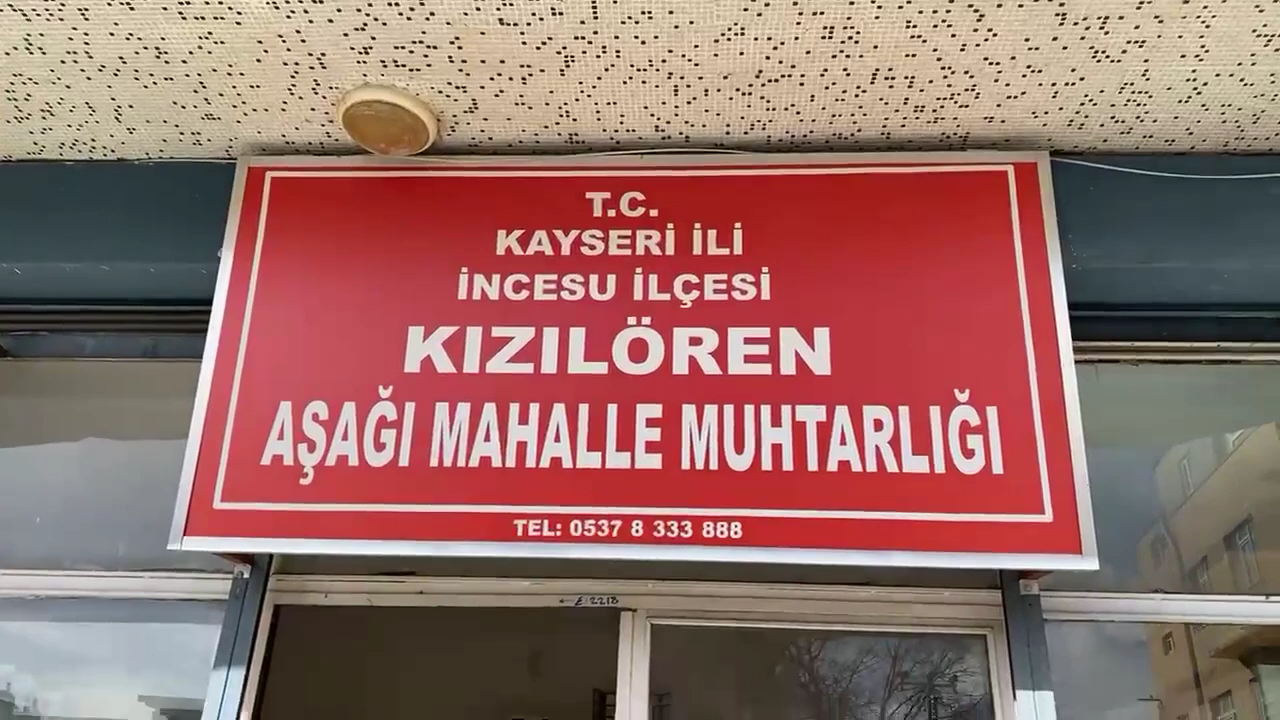 T.C.
KAYSERİ İLİ
İNCESU İLÇESİ
KIZILÖREN
AŞAĞI MAHALLE MUHTARLIĞI
TEL: 0537 8 333 888